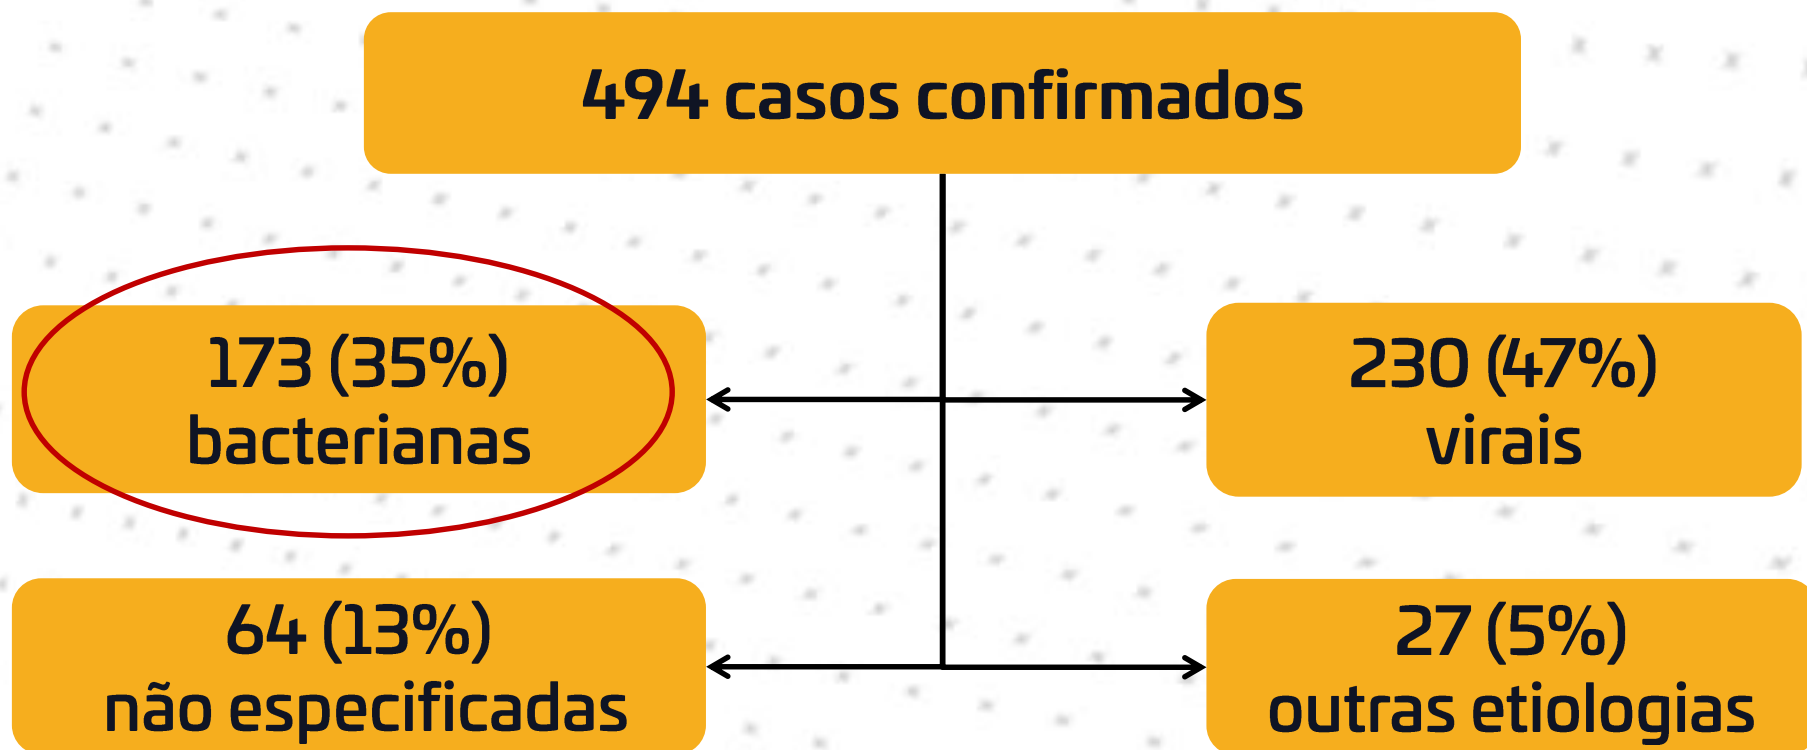 494 casos confirmados
173 (35%)
bacterianas
230 (47%)
virais
64 (13%)
não especificadas
27 (5%)
outras etiologias